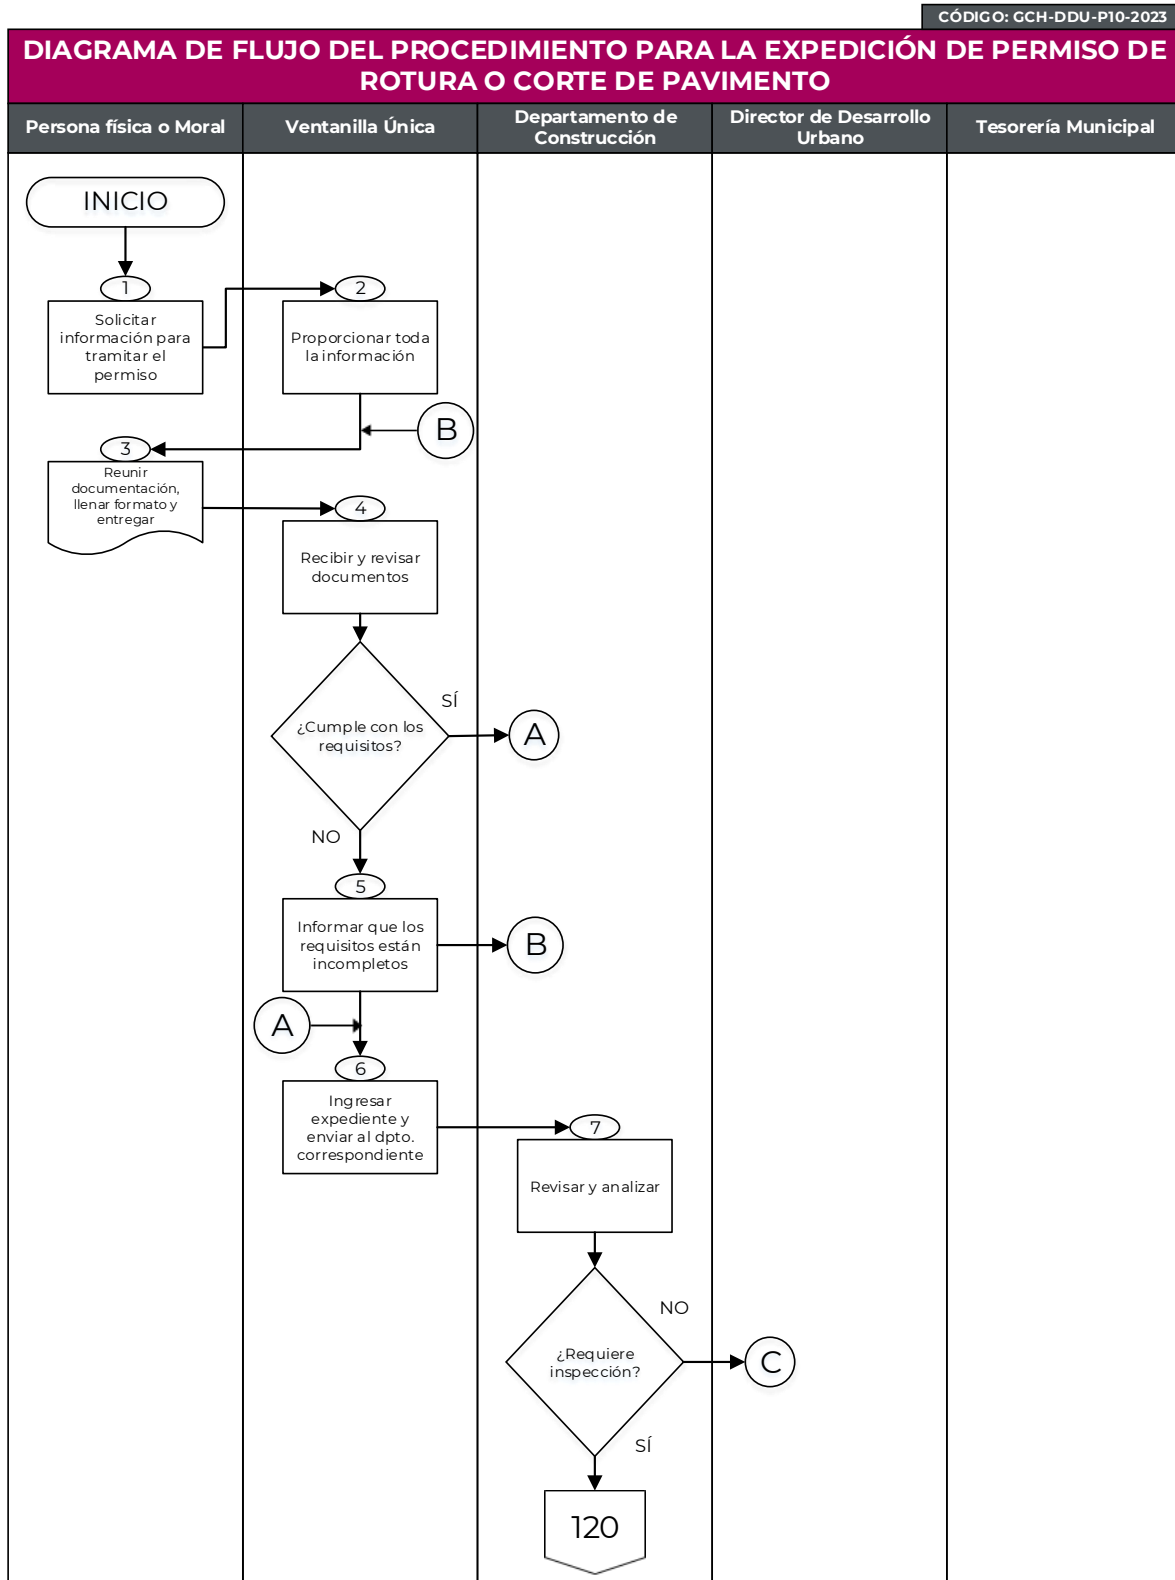 CÓDIGO: GCH-DDU-P10-2023
DIAGRAMA DE FLUJO DEL PROCEDIMIENTO PARA LA EXPEDICIÓN DE PERMISO DE
ROTURA O CORTE DE PAVIMENTO
Persona física o Moral
Ventanilla Única
Departamento de
Construcción
Director de Desarrollo
Urbano
Tesorería Municipal
INICIO
1
Solicitar
información para
tramitar el
permiso
2
Proporcionar toda
la información
B
3
Reunir
documentación,
llenar formato y
entregar
4
Recibir y revisar
documentos
¿Cumple con los
requisitos?
SÍ
A
NO
5
Informar que los
requisitos están
incompletos
B
A
6
Ingresar
expediente y
enviar al dpto.
correspondiente
7
Revisar y analizar
¿Requiere
inspección?
NO
C
SÍ
120